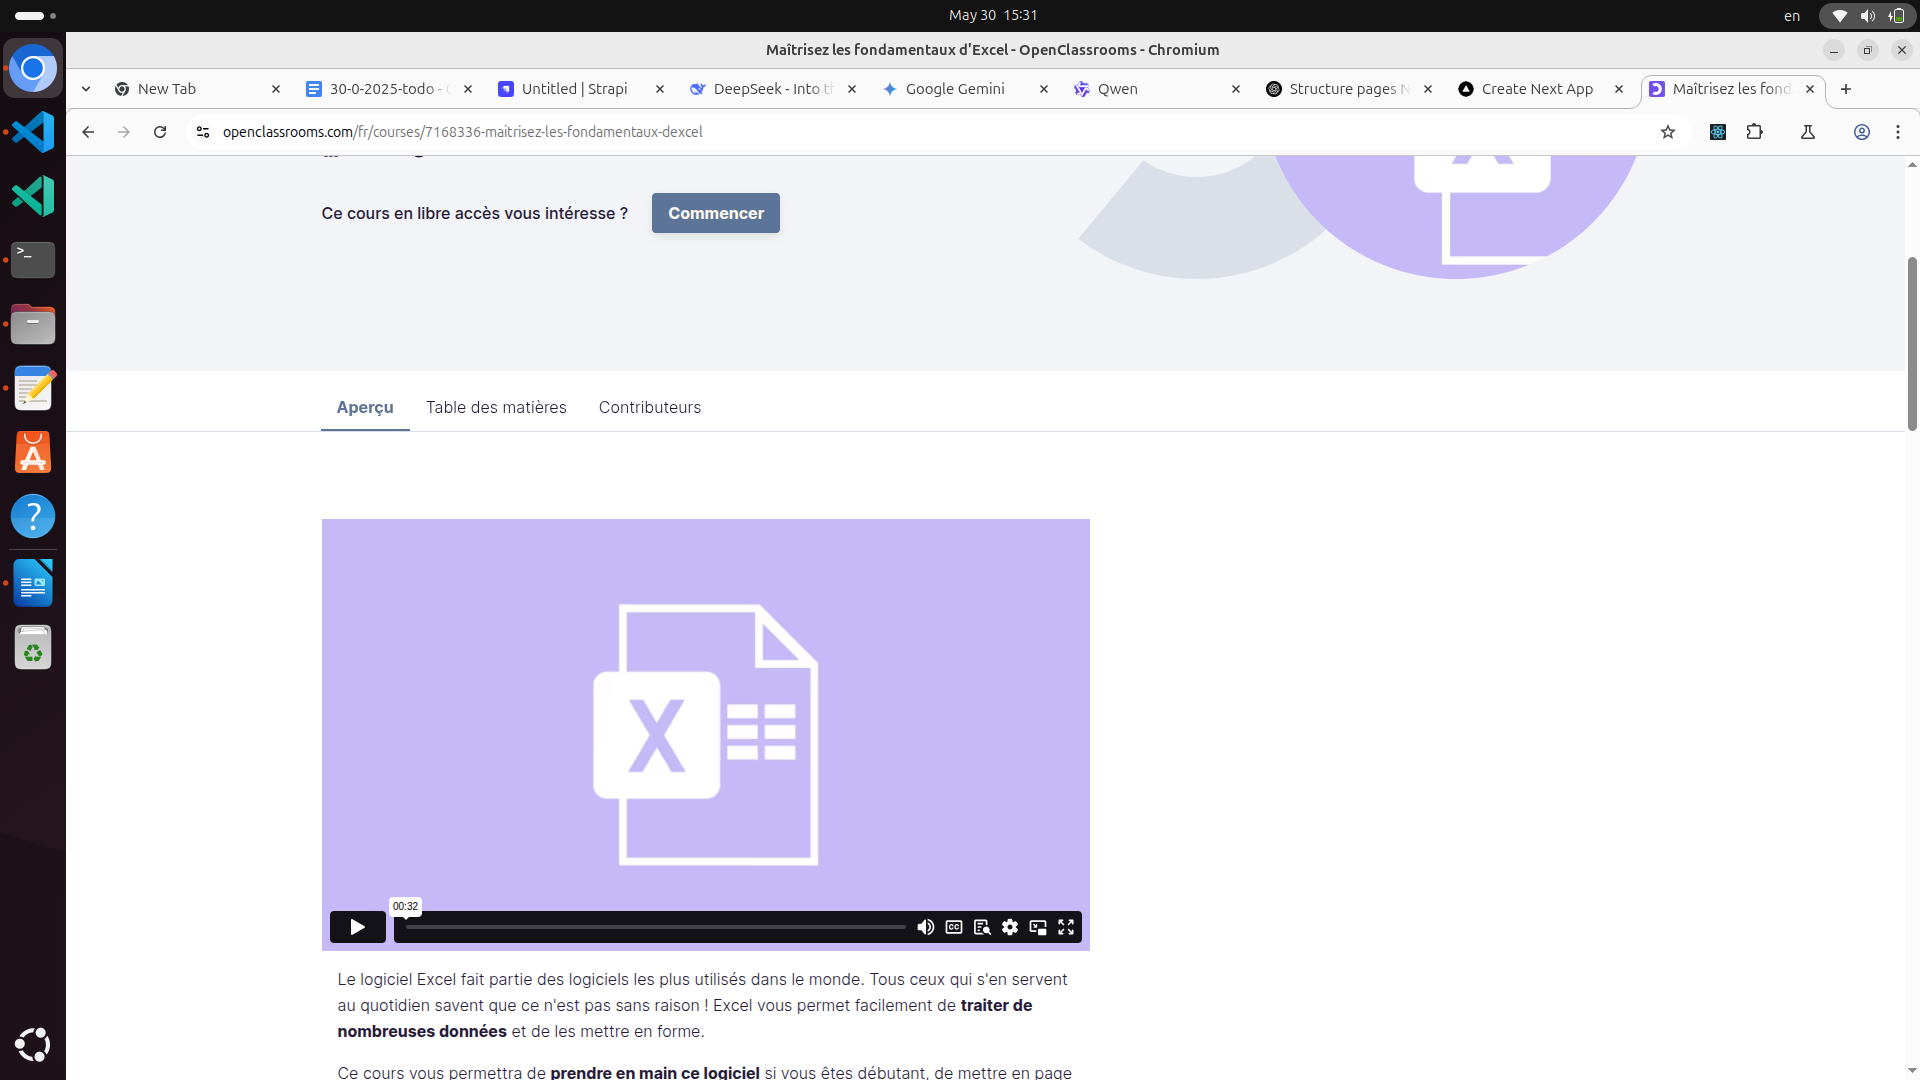 May 30 15:31
en
Maîtrisez les fondamentaux d'Excel - OpenClassrooms - Chromium
New Tab
30-0-2025-todo -
Untitled | Strapi
DeepSeek - Into th
Google Gemini
Qwen
Structure pages N
Create Next App
Maîtrisez les fond
openclassrooms.com/fr/courses/7168336-maitrisez-les-fondamentaux-dexcel
Ce cours en libre accès vous intéresse ?
Commencer
Aperçu
Table des matières
Contributeurs
X
00:32
CC
Le logiciel Excel fait partie des logiciels les plus utilisés dans le monde. Tous ceux qui s'en servent
au quotidien savent que ce n'est pas sans raison ! Excel vous permet facilement de traiter de
nombreuses données et de les mettre en forme.
Ce cours vous permettra de prendre en main ce logiciel si vous êtes débutant, de mettre en page